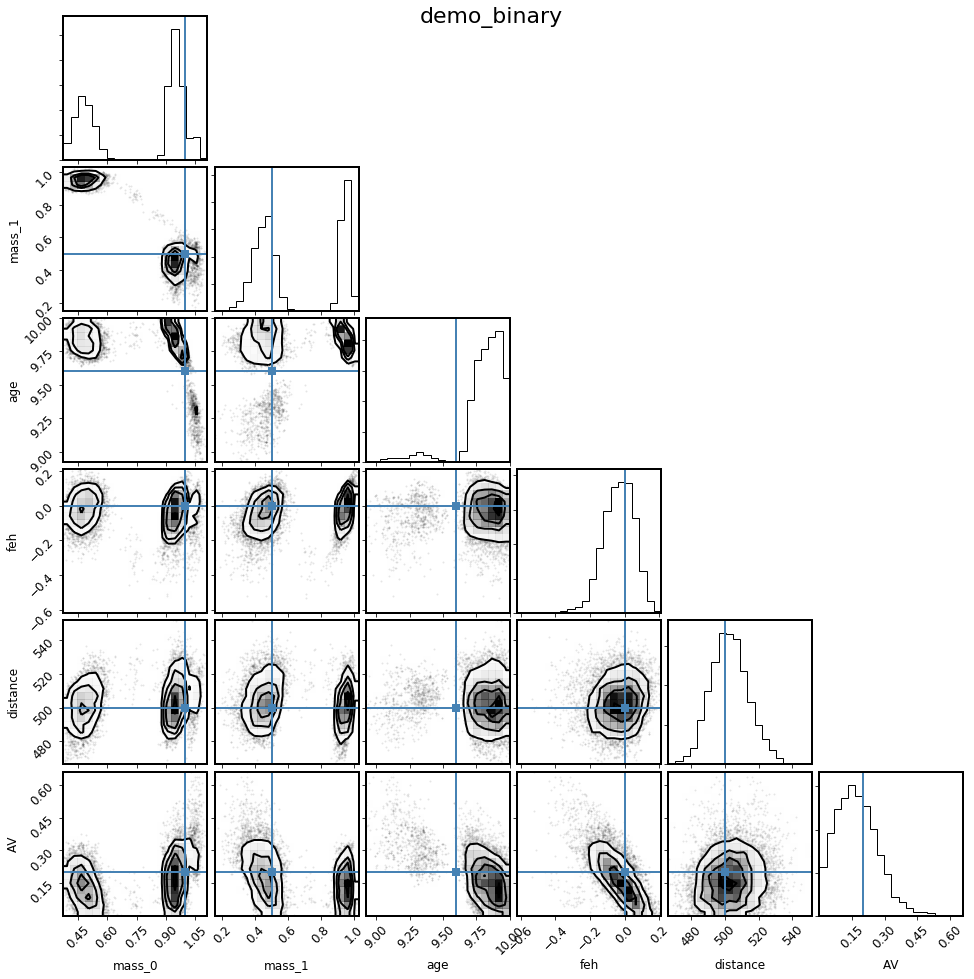 demo_binary
mass_1
1.0
0.8
0.6
0.4
0.2
age
10.00
9.75
9.50
9.25
9.00
feh
0.2
0.0
−0.2
−0.4
−0.6
distance
540
520
500
480
AV
0.60
0.45
0.30
0.15
0.45 0.60 0.75 0.90 1.05 0.2 0.4 0.6 0.8 1.0 9.00 9.25 9.50 9.75 10.00 −0.6 −0.4 −0.2 0.0 0.2 480 500 520 540 0.15 0.30 0.45 0.60
mass_0 mass_1 age feh distance AV